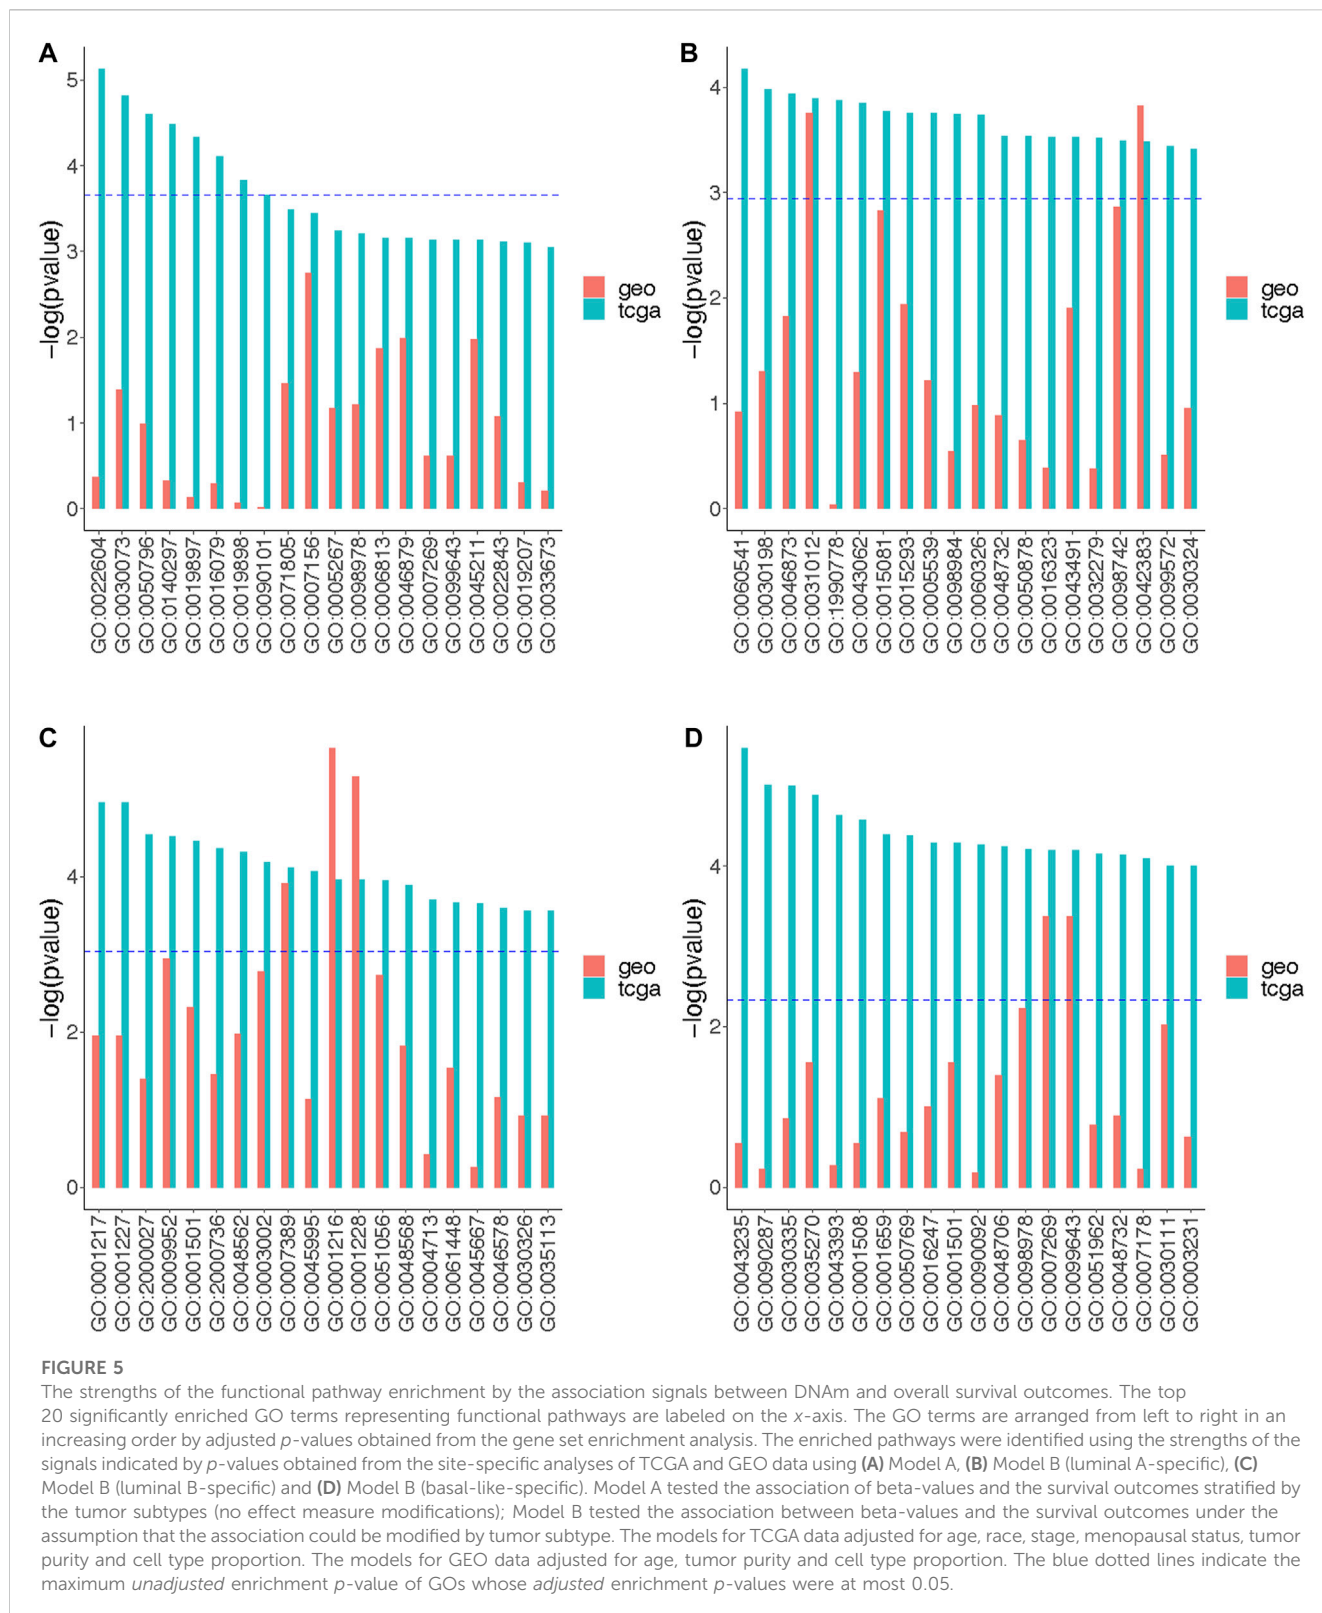 A
5
4
3
2
1
0
−log(pvalue)
GO:0022604
GO:0030073
GO:0050796
GO:0140297
GO:0019897
GO:0016079
GO:0019898
GO:0090101
GO:0071805
GO:0007156
GO:0005267
GO:0098978
GO:0006813
GO:0046879
GO:0007269
GO:0099643
GO:0045211
GO:0022843
GO:0019207
GO:0033673
geo
tcga
B
4
3
2
1
0
−log(pvalue)
GO:0060541
GO:0030198
GO:0046873
GO:0031012
GO:1990778
GO:0043062
GO:0015081
GO:0015293
GO:0005539
GO:0098984
GO:0060326
GO:0048732
GO:0050878
GO:0016323
GO:0043491
GO:0032279
GO:0098742
GO:0042383
GO:0099572
GO:0030324
geo
tcga
C
4
2
0
−log(pvalue)
GO:0001217
GO:0001227
GO:2000027
GO:0009952
GO:0001501
GO:2000736
GO:0048562
GO:0003002
GO:0007389
GO:0045995
GO:0001216
GO:0001228
GO:0051056
GO:0048568
GO:0004713
GO:0061448
GO:0045667
GO:0046578
GO:0030326
GO:0035113
geo
tcga
D
4
2
0
−log(pvalue)
GO:0043235
GO:0090287
GO:0030335
GO:0035270
GO:0043393
GO:0001508
GO:0001659
GO:0050769
GO:0016247
GO:0001501
GO:0090092
GO:0048706
GO:0098978
GO:0007269
GO:0099643
GO:0051962
GO:0048732
GO:0007178
GO:0030111
GO:0003231
geo
tcga
FIGURE 5
The strengths of the functional pathway enrichment by the association signals between DNAm and overall survival outcomes. The top
20 significantly enriched GO terms representing functional pathways are labeled on the x-axis. The GO terms are arranged from left to right in an
increasing order by adjusted p-values obtained from the gene set enrichment analysis. The enriched pathways were identified using the strengths of the
signals indicated by p-values obtained from the site-specific analyses of TCGA and GEO data using (A) Model A, (B) Model B (luminal A-specific), (C)
Model B (luminal B-specific) and (D) Model B (basal-like-specific). Model A tested the association of beta-values and the survival outcomes stratified by
the tumor subtypes (no effect measure modifications); Model B tested the association between beta-values and the survival outcomes under the
assumption that the association could be modified by tumor subtype. The models for TCGA data adjusted for age, race, stage, menopausal status, tumor
purity and cell type proportion. The models for GEO data adjusted for age, tumor purity and cell type proportion. The blue dotted lines indicate the
maximum unadjusted enrichment p-value of GOs whose adjusted enrichment p-values were at most 0.05.